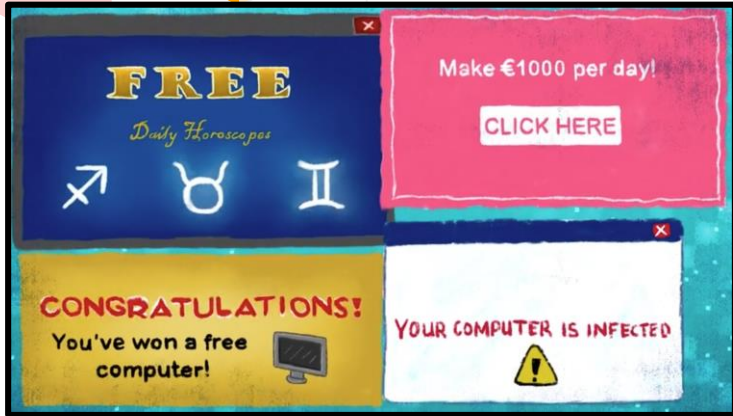 FREE
Daily Horoscopes
Make €1000 per day!
CLICK HERE
CONGRATULATIONS!
You've won a free
computer!
YOUR COMPUTER IS INFECTED